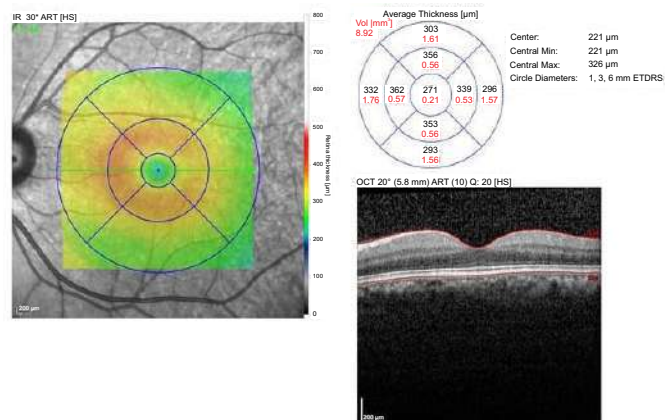 IR 30° ART [HS]
800
700
600
500
400
300
200
100
0
Retina thickness [µm]
200 µm
Average Thickness [µm]
Vol [mm³]
8.92
303
1.61
356
0.56
332
1.76
362
0.57
271
0.21
339
0.53
296
1.57
353
0.56
293
1.56
Center: 221 µm
Central Min: 221 µm
Central Max: 326 µm
Circle Diameters: 1, 3, 6 mm ETDRS
OCT 20° (5.8 mm) ART (10) Q: 20 [HS]
200 µm